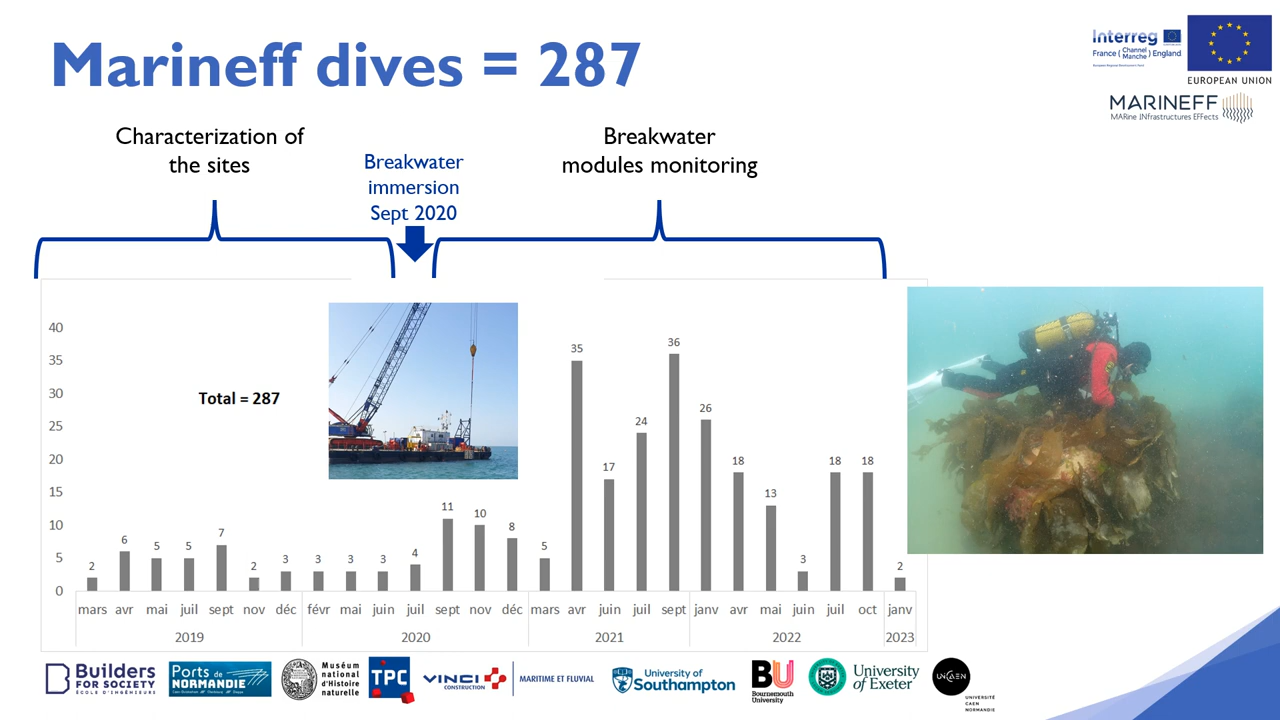 Marineff dives = 287
Interreg
France ( Channel Manche ) England
European Regional Development Fund
EUROPEAN UNION
MARINEFF
MARine INfrastructures EFFects
Characterization of
the sites
Breakwater
immersion
Sept 2020
Breakwater
modules monitoring
Total = 287
40
35
30
25
20
15
10
5
0
2 6 5 5 7 2 3 3 3 3 4 11 10 8 5 35 17 24 36 26 18 13 3 18 18 2
mars avr mai juil sept nov déc févr mai juin juil sept nov déc mars avr juin juil sept janv avr mai juin juil oct janv
2019 2020 2021 2022 2023
Builders
FOR SOCIETY
ÉCOLE D'INGÉNIEURS
Ports de
NORMANDIE
Muséum
national
d'Histoire
naturelle
TPC
VINCI
CONSTRUCTION
MARITIME ET FLUVIAL
University of
Southampton
BU
Bournemouth
University
University
of Exeter
UNICAEN
UNIVERSITÉ
CAEN
NORMANDIE